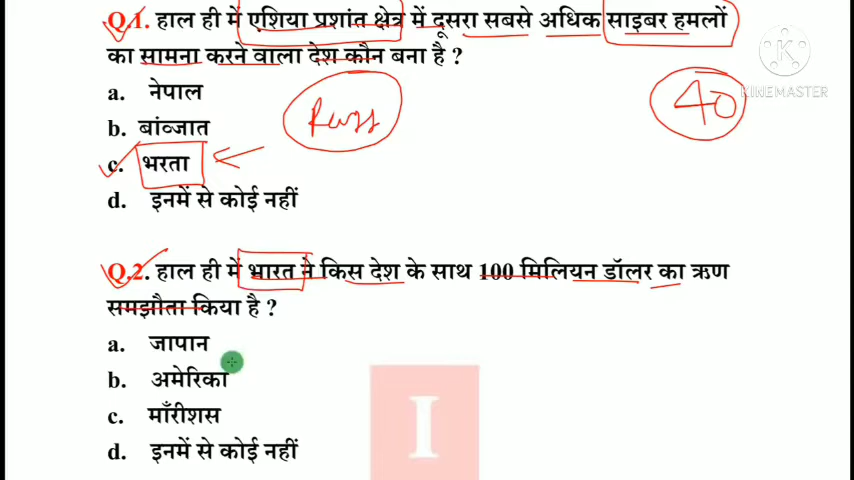 Q.1. हाल ही में एशिया प्रशांत क्षेत्र में दूसरा सबसे अधिक साइबर हमलों
का सामना करने वाला देश कौन बना है ?
a. नेपाल
b. बांव्जात
c. भरता
d. इनमें से कोई नहीं
40
KINEMASTER
Q.2. हाल ही में भारत ने किस देश के साथ 100 मिलियन डॉलर का ऋण
समझौता किया है ?
a. जापान
b. अमेरिका
c. माँरीशस
d. इनमें से कोई नहीं
I